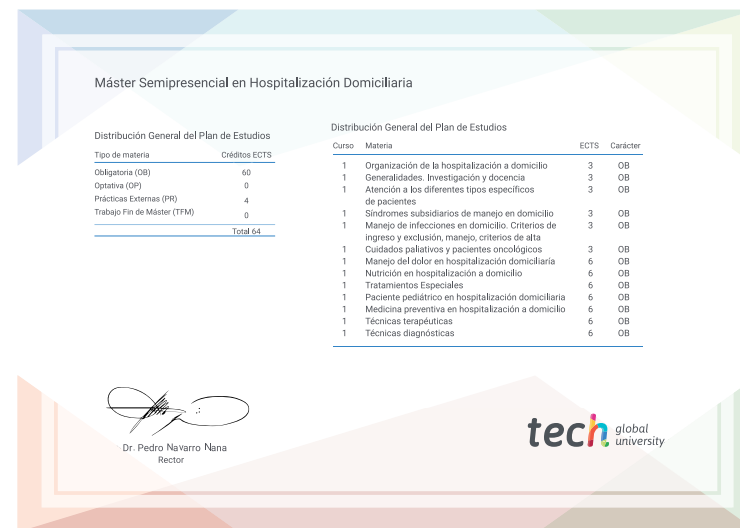 Máster Semipresencial en Hospitalización Domiciliaria
Distribución General del Plan de Estudios
Tipo de materia Créditos ECTS
Obligatoria (OB) 60
Optativa (OP) 0
Prácticas Externas (PR) 4
Trabajo Fin de Máster (TFM) 0
Total 64
Distribución General del Plan de Estudios
Curso Materia ECTS Carácter
1 Organización de la hospitalización a domicilio 3 OB
1 Generalidades. Investigación y docencia 3 OB
1 Atención a los diferentes tipos específicos 3 OB
de pacientes
1 Síndromes subsidiarios de manejo en domicilio 3 OB
1 Manejo de infecciones en domicilio. Criterios de 3 OB
ingreso y exclusión, manejo, criterios de alta
1 Cuidados paliativos y pacientes oncológicos 3 OB
1 Manejo del dolor en hospitalización domiciliaría 6 OB
1 Nutrición en hospitalización a domicilio 6 OB
1 Tratamientos Especiales 6 OB
1 Paciente pediátrico en hospitalización domiciliaria 6 OB
1 Medicina preventiva en hospitalización a domicilio 6 OB
1 Técnicas terapéuticas 6 OB
1 Técnicas diagnósticas 6 OB
Dr. Pedro Navarro Nana
Rector
tech global
university